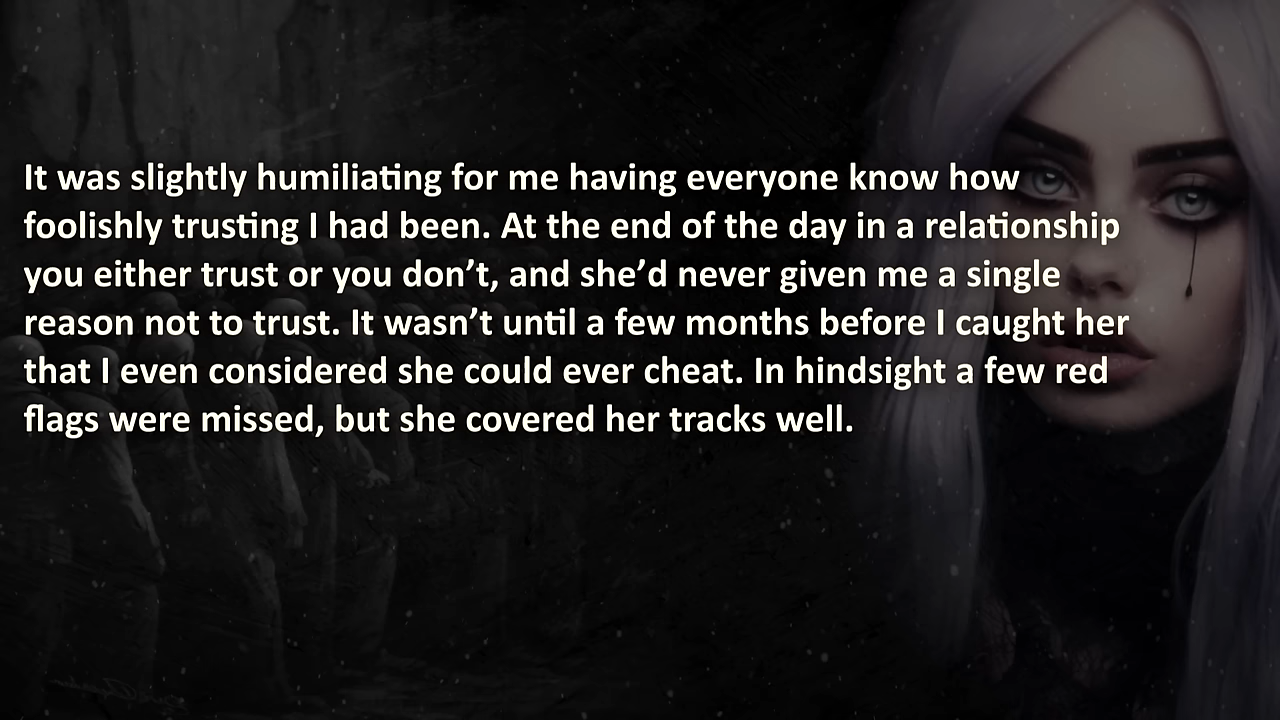 It was slightly humiliating for me having everyone know how
foolishly trusting I had been. At the end of the day in a relationship
you either trust or you don’t, and she’d never given me a single
reason not to trust. It wasn’t until a few months before I caught her
that I even considered she could ever cheat. In hindsight a few red
flags were missed, but she covered her tracks well.